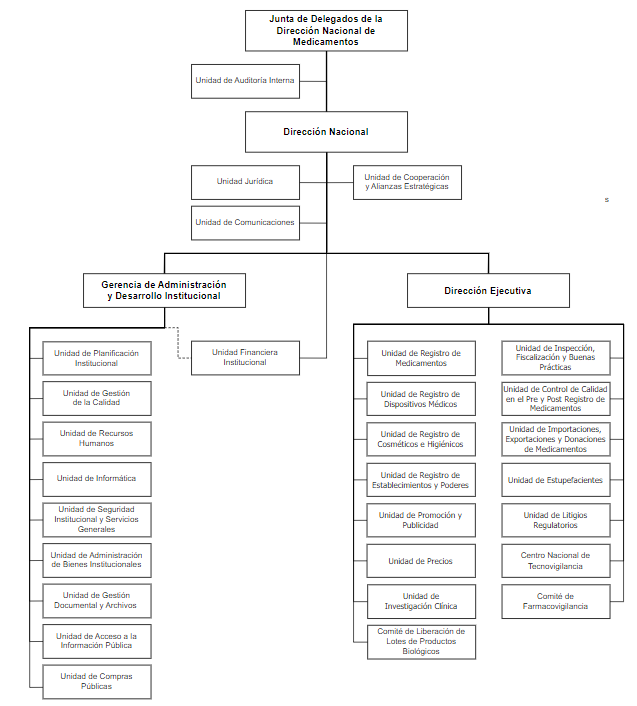 Junta de Delegados de la
Dirección Nacional de
Medicamentos
Unidad de Auditoría Interna
Dirección Nacional
Unidad Jurídica
Unidad de Cooperación
y Alianzas Estratégicas
s
Unidad de Comunicaciones
Gerencia de Administración
y Desarrollo Institucional
Dirección Ejecutiva
Unidad Financiera
Institucional
Unidad de Planificación
Institucional
Unidad de Gestión
de la Calidad
Unidad de Recursos
Humanos
Unidad de Informática
Unidad de Seguridad
Institucional y Servicios
Generales
Unidad de Administración
de Bienes Institucionales
Unidad de Gestión
Documental y Archivos
Unidad de Acceso a la
Información Pública
Unidad de Compras
Públicas
Unidad de Registro de
Medicamentos
Unidad de Registro de
Dispositivos Médicos
Unidad de Registro de
Cosméticos e Higiénicos
Unidad de Registro de
Establecimientos y Poderes
Unidad de Promoción y
Publicidad
Unidad de Precios
Unidad de
Investigación Clínica
Comité de Liberación de
Lotes de Productos
Biológicos
Unidad de Inspección,
Fiscalización y Buenas
Prácticas
Unidad de Control de Calidad
en el Pre y Post Registro de
Medicamentos
Unidad de Importaciones,
Exportaciones y Donaciones
de Medicamentos
Unidad de Estupefacientes
Unidad de Litigios
Regulatorios
Centro Nacional de
Tecnovigilancia
Comité de
Farmacovigilancia